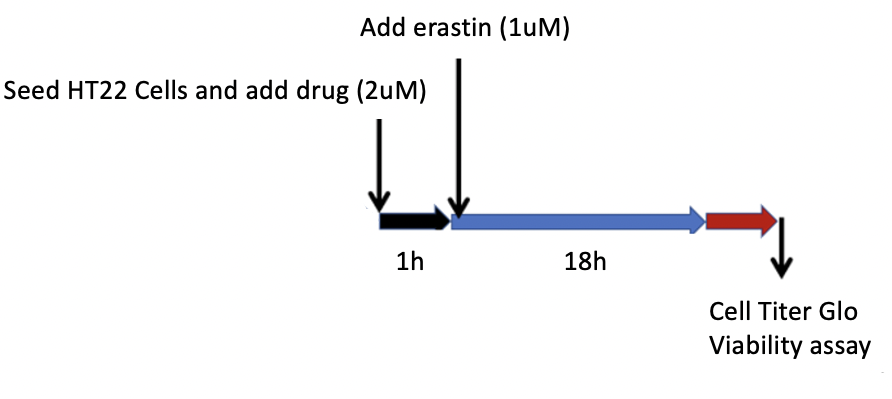 Add erastin (1uM)
Seed HT22 Cells and add drug (2uM)
1h
18h
Cell Titer Glo
Viability assay